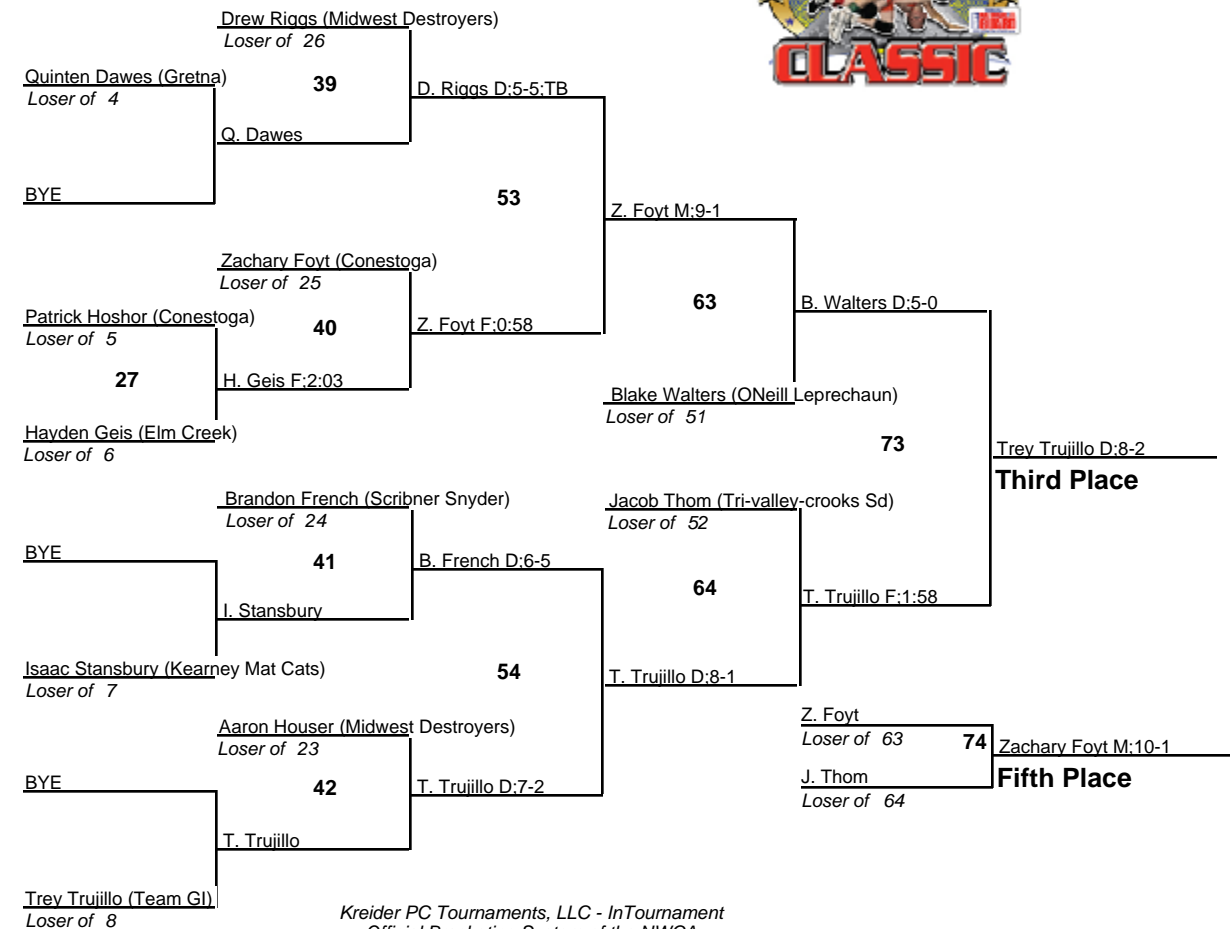 CLASSIC
Drew Riggs (Midwest Destroyers)
Loser of 26
Quinten Dawes (Gretna)
Loser of 4
39
D. Riggs D;5-5;TB
Q. Dawes
BYE
53
Z. Foyt M;9-1
Zachary Foyt (Conestoga)
Loser of 25
Patrick Hoshor (Conestoga)
Loser of 5
40
Z. Foyt F;0:58
63
B. Walters D;5-0
27
H. Geis F;2:03
Blake Walters (ONeill Leprechaun)
Loser of 51
Hayden Geis (Elm Creek)
Loser of 6
73
Trey Trujillo D;8-2
Third Place
Brandon French (Scribner Snyder)
Loser of 24
Jacob Thom (Tri-valley-crooks Sd)
Loser of 52
BYE
41
B. French D;6-5
64
T. Trujillo F;1:58
I. Stansbury
Isaac Stansbury (Kearney Mat Cats)
Loser of 7
54
T. Trujillo D;8-1
Aaron Houser (Midwest Destroyers)
Loser of 23
Z. Foyt
Loser of 63
74
Zachary Foyt M;10-1
Fifth Place
J. Thom
Loser of 64
BYE
42
T. Trujillo D;7-2
T. Trujillo
Trey Trujillo (Team GI)
Loser of 8
Kreider PC Tournaments, LLC - InTournament